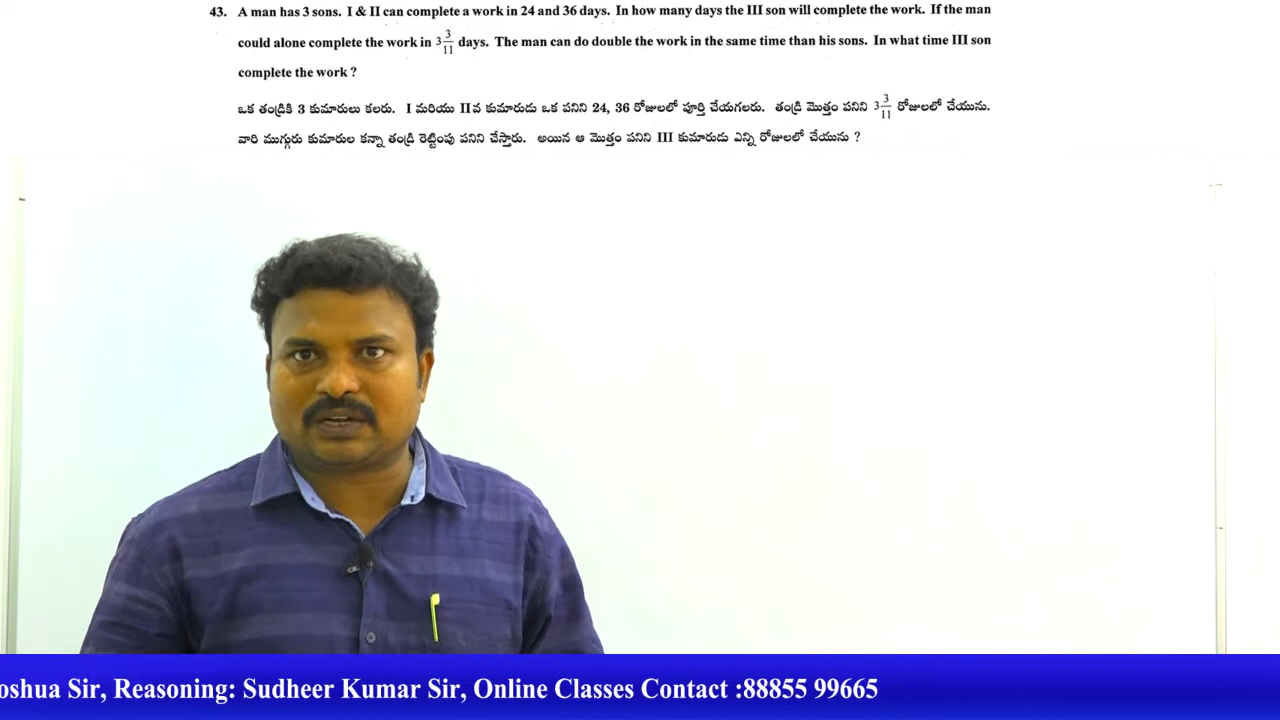 43. A man has 3 sons. I & II can complete a work in 24 and 36 days. In how many days the III son will complete the work. If the man
could alone complete the work in 3 3/11 days. The man can do double the work in the same time than his sons. In what time III son
complete the work ?
ఒక తండ్రికి 3 కుమారులు కలరు. I మరియు II వ కుమారుడు ఒక పనిని 24, 36 రోజులలో పూర్తి చేయగలరు. తండ్రి మొత్తం పనిని 3 3/11 రోజులలో చేయును.
వారి ముగ్గురు కుమారుల కన్నా తండ్రి రెట్టింపు పనిని చేస్తారు. అయిన ఆ మొత్తం పనిని III కుమారుడు ఎన్ని రోజులలో చేయును ?
oshua Sir, Reasoning: Sudheer Kumar Sir, Online Classes Contact :88855 99665